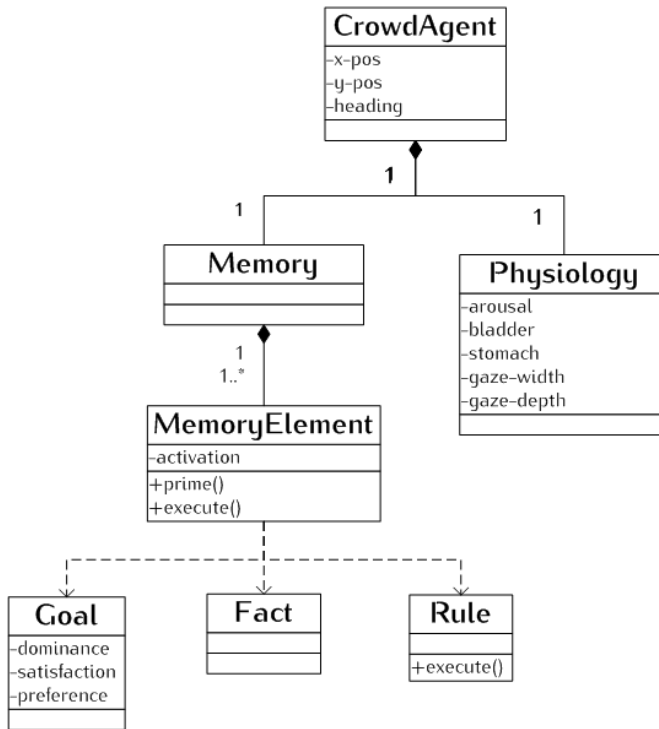 CrowdAgent
-x-pos
-y-pos
-heading
1
1
1
Memory
Physiology
-arousal
-bladder
-stomach
-gaze-width
-gaze-depth
1
1..*
MemoryElement
-activation
+prime()
+execute()
Goal
-dominance
-satisfaction
-preference
Fact
Rule
+execute()